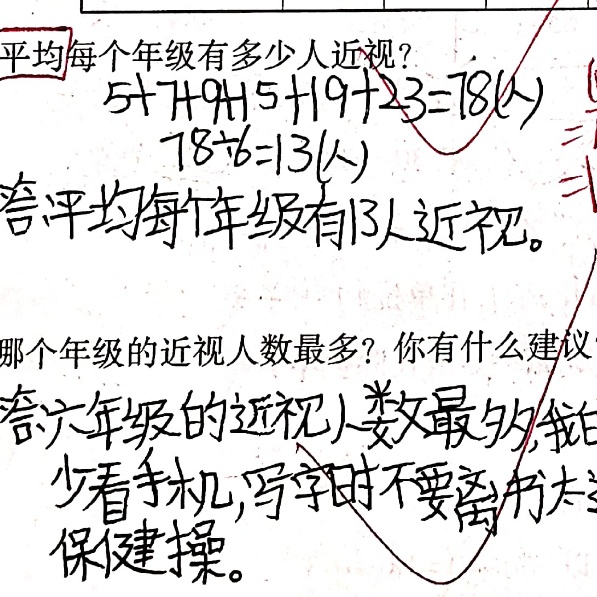 平均每个年级有多少人近视?
5+7+9+15+19+23=78(人)
78÷6=13(人)
答:平均每个年级有13人近视。
哪个年级的近视人数最多?你有什么建议
答:六年级的近视人数最多,我
少看手机,写字时不要离书太
保健操。